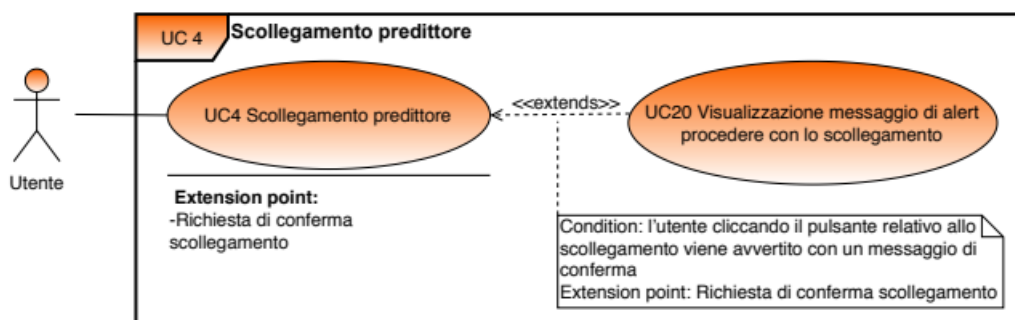 UC 4
Scollegamento predittore
UC4 Scollegamento predittore
<<extends>>
UC20 Visualizzazione messaggio di alert
procedere con lo scollegamento
Utente
Extension point:
-Richiesta di conferma
scollegamento
Condition: l'utente cliccando il pulsante relativo allo
scollegamento viene avvertito con un messaggio di
conferma
Extension point: Richiesta di conferma scollegamento